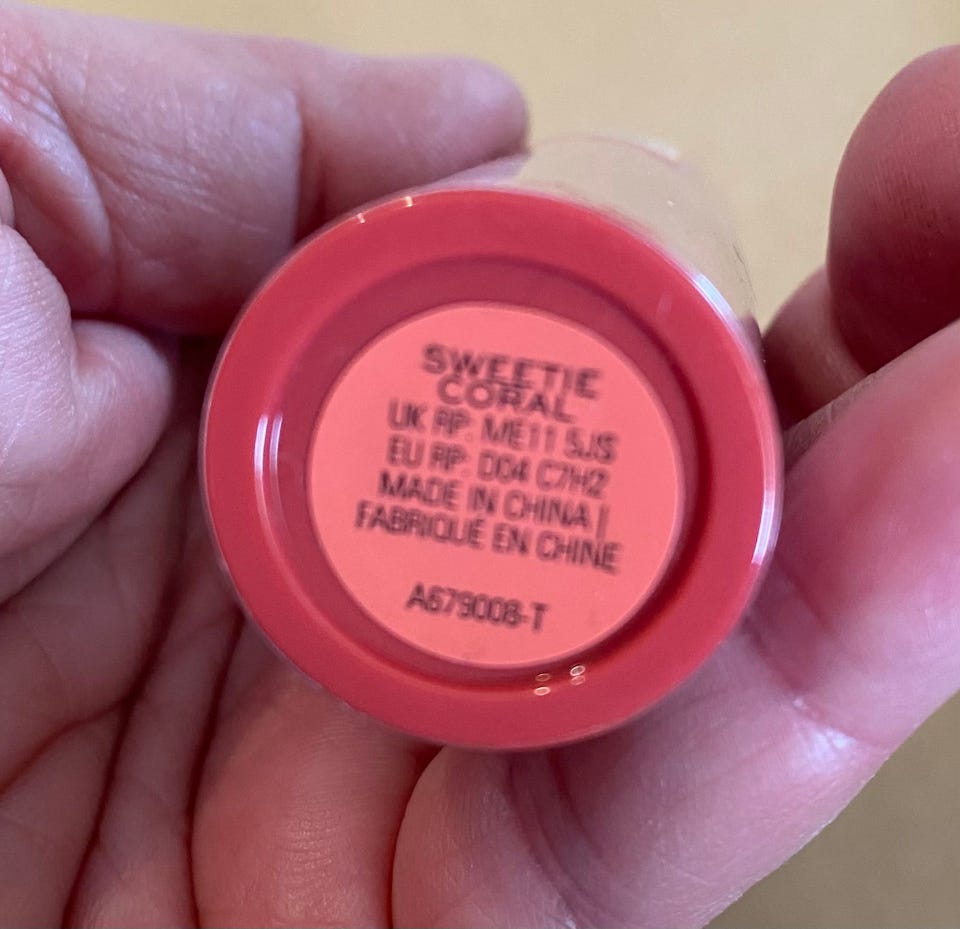 SWEETIE
CORAL
UK RP: ME11 5JS
EU RP: D04 C7H2
MADE IN CHINA |
FABRIQUÉ EN CHINE
A679008-T